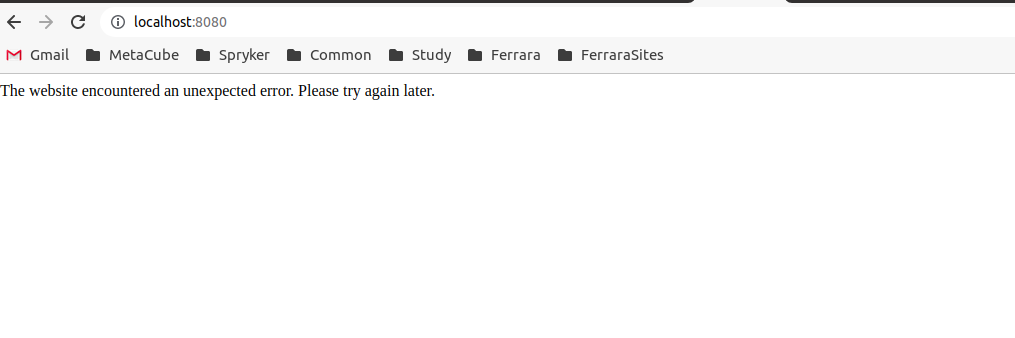 localhost:8080
Gmail MetaCube Spryker Common Study Ferrara FerraraSites
The website encountered an unexpected error. Please try again later.